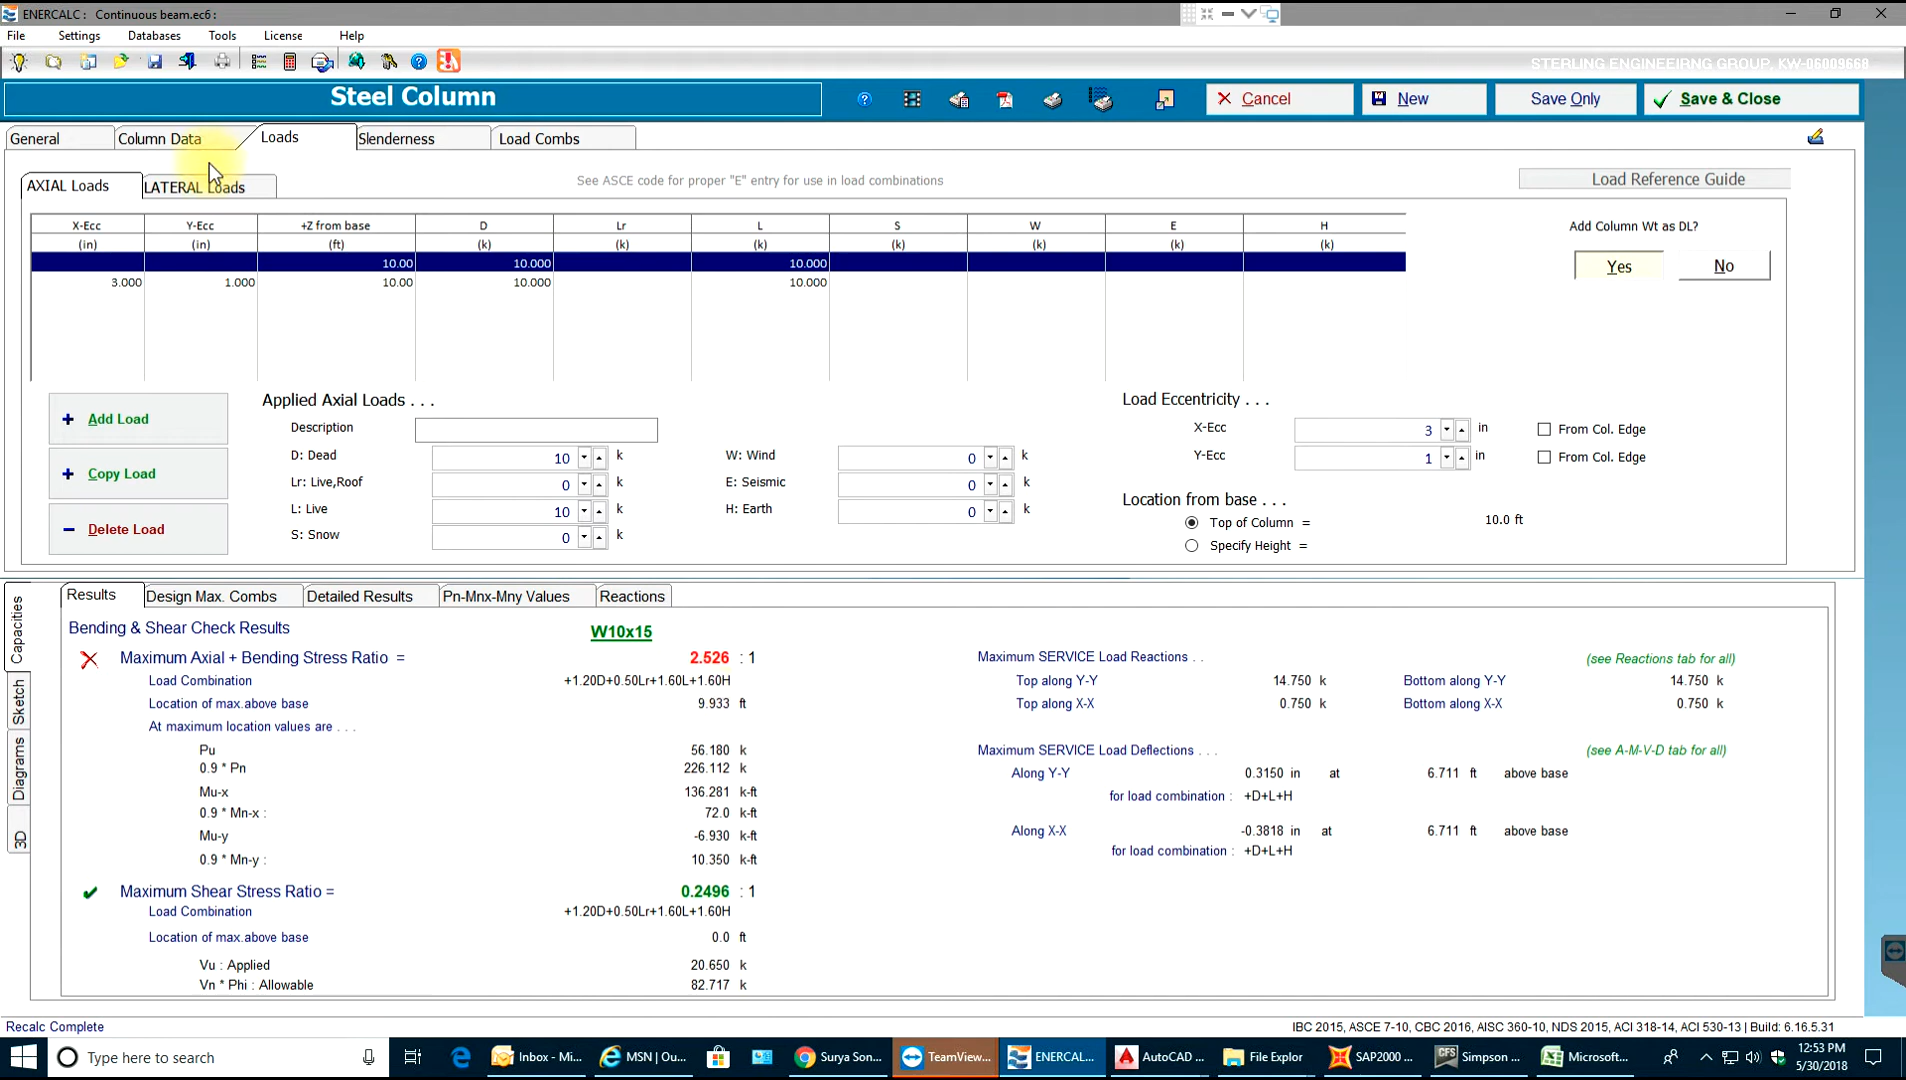 ENERCALC : Continuous beam.ec6 :
File Settings Databases Tools License Help
STERLING ENGINEEIRNG GROUP, KW-06009668
Steel Column
Cancel New Save Only Save & Close
General Column Data Loads Slenderness Load Combs
AXIAL Loads LATERAL Loads See ASCE code for proper "E" entry for use in load combinations Load Reference Guide
X-Ecc Y-Ecc +Z from base D Lr L S W E H
(in) (in) (ft) (k) (k) (k) (k) (k) (k) (k)
Add Column Wt as DL?
10.00 10.000 10.000
Yes No
3.000 1.000 10.00 10.000 10.000
Add Load
Copy Load
Delete Load
Applied Axial Loads . . .
Description
D: Dead 10 k W: Wind 0 k
Lr: Live,Roof 0 k E: Seismic 0 k
L: Live 10 k H: Earth 0 k
S: Snow 0 k
Load Eccentricity . . .
X-Ecc 3 in From Col. Edge
Y-Ecc 1 in From Col. Edge
Location from base . . .
Top of Column = 10.0 ft
Specify Height =
Capacities
Sketch
Diagrams
3D
Results Design Max. Combs Detailed Results Pn-Mnx-Mny Values Reactions
Bending & Shear Check Results W10x15
Maximum Axial + Bending Stress Ratio = 2.526 : 1
Load Combination +1.20D+0.50Lr+1.60L+1.60H
Location of max.above base 9.933 ft
At maximum location values are . . .
Pu 56.180 k
0.9 * Pn 226.112 k
Mu-x 136.281 k-ft
0.9 * Mn-x : 72.0 k-ft
Mu-y -6.930 k-ft
0.9 * Mn-y : 10.350 k-ft
Maximum Shear Stress Ratio = 0.2496 : 1
Load Combination +1.20D+0.50Lr+1.60L+1.60H
Location of max.above base 0.0 ft
Vu : Applied 20.650 k
Vn * Phi : Allowable 82.717 k
Maximum SERVICE Load Reactions . . (see Reactions tab for all)
Top along Y-Y 14.750 k Bottom along Y-Y 14.750 k
Top along X-X 0.750 k Bottom along X-X 0.750 k
Maximum SERVICE Load Deflections . . . (see A-M-V-D tab for all)
Along Y-Y 0.3150 in at 6.711 ft above base
for load combination : +D+L+H
Along X-X -0.3818 in at 6.711 ft above base
for load combination : +D+L+H
Recalc Complete IBC 2015, ASCE 7-10, CBC 2016, AISC 360-10, NDS 2015, ACI 318-14, ACI 530-13 | Build: 6.16.5.31
Type here to search Inbox - Mi... MSN | Ou... Surya Son... TeamView... ENERCAL... AutoCAD ... File Explor SAP2000 ... CFS Simpson ... Microsoft... 12:53 PM
5/30/2018